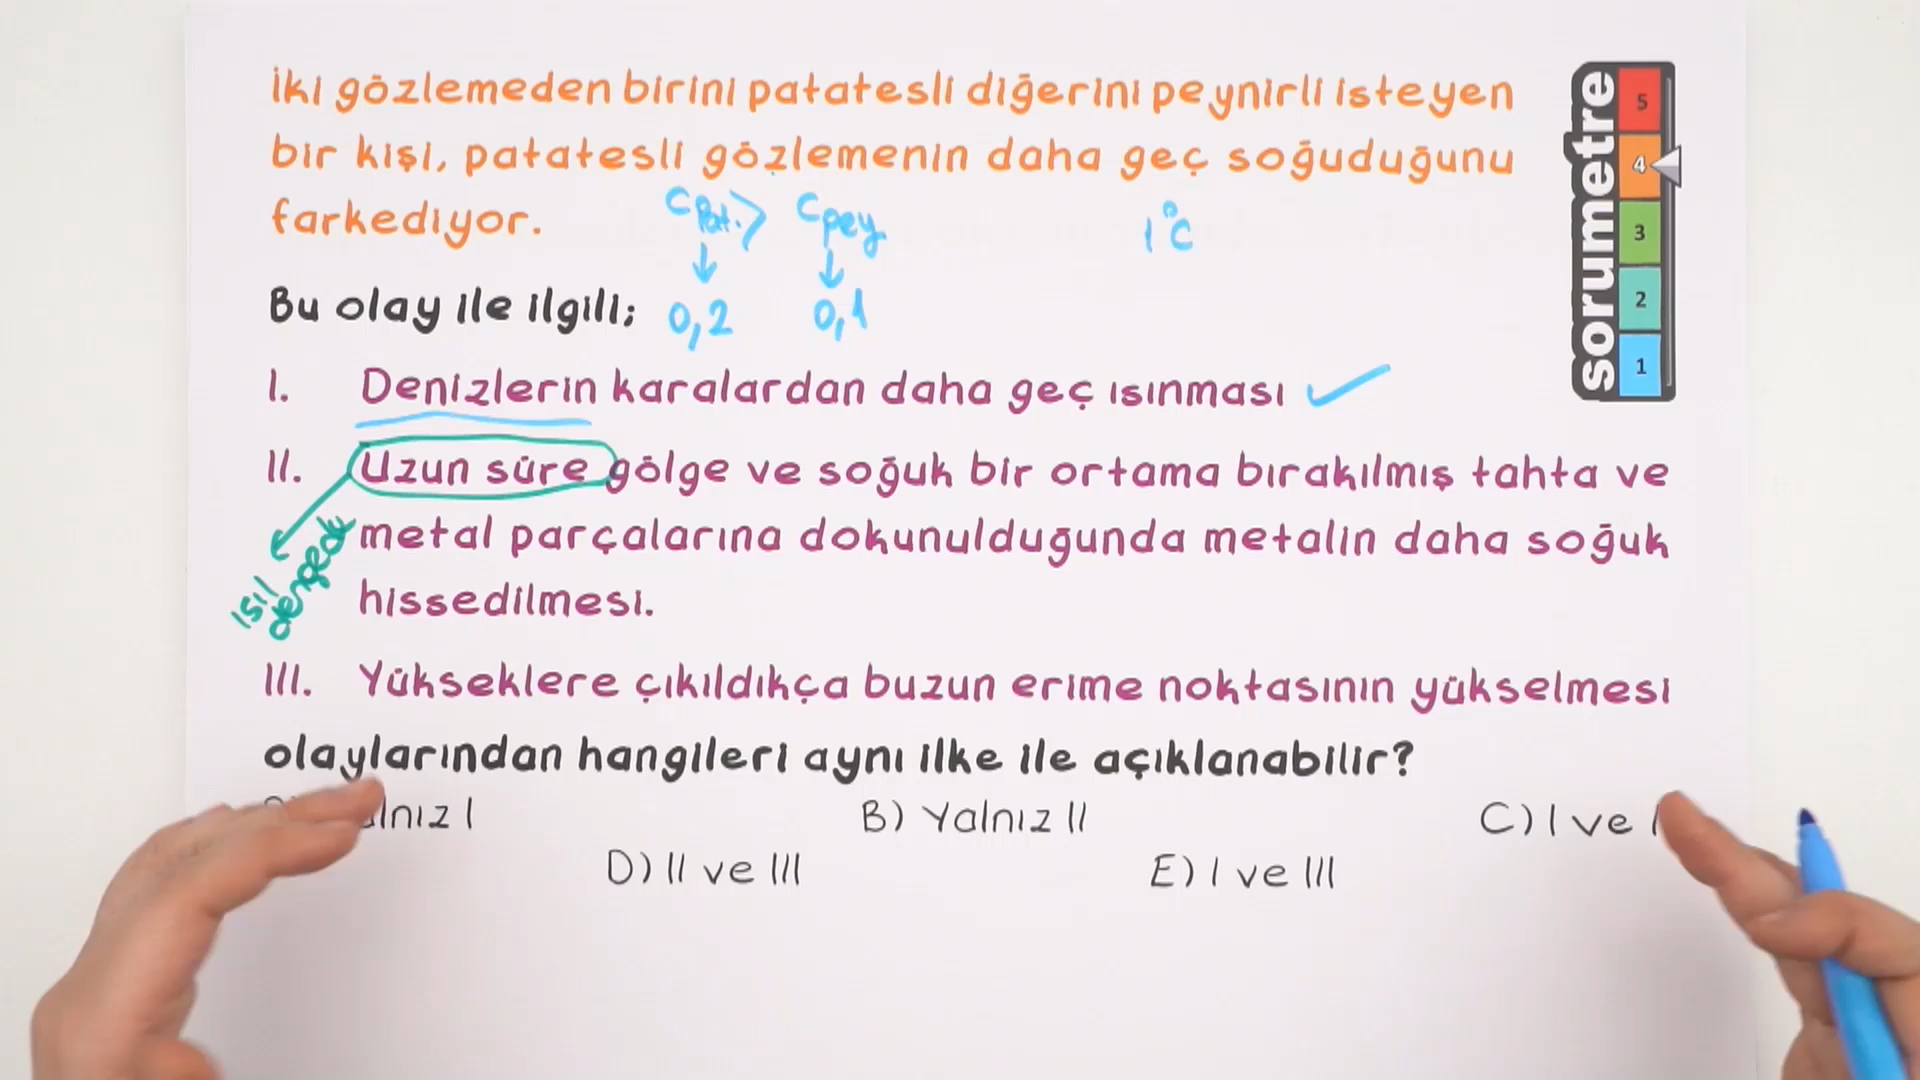 İki gözlemeden birini patatesli diğerini peynirli isteyen
bir kişi, patatesli gözlemenin daha geç soğuduğunu
farkediyor.
Cpat. > Cpey
1°C
Bu olay ile ilgili;
0,2 0,1
I. Denizlerin karalardan daha geç ısınması
II. Uzun süre gölge ve soğuk bir ortama bırakılmış tahta ve
metal parçalarına dokunulduğunda metalin daha soğuk
hissedilmesi.
ısıl
dengede
III. Yükseklere çıkıldıkça buzun erime noktasının yükselmesi
olaylarından hangileri aynı ilke ile açıklanabilir?
I B) Yalnız II C) I ve
D) II ve III E) I ve III
sorumetre
5
4
3
2
1